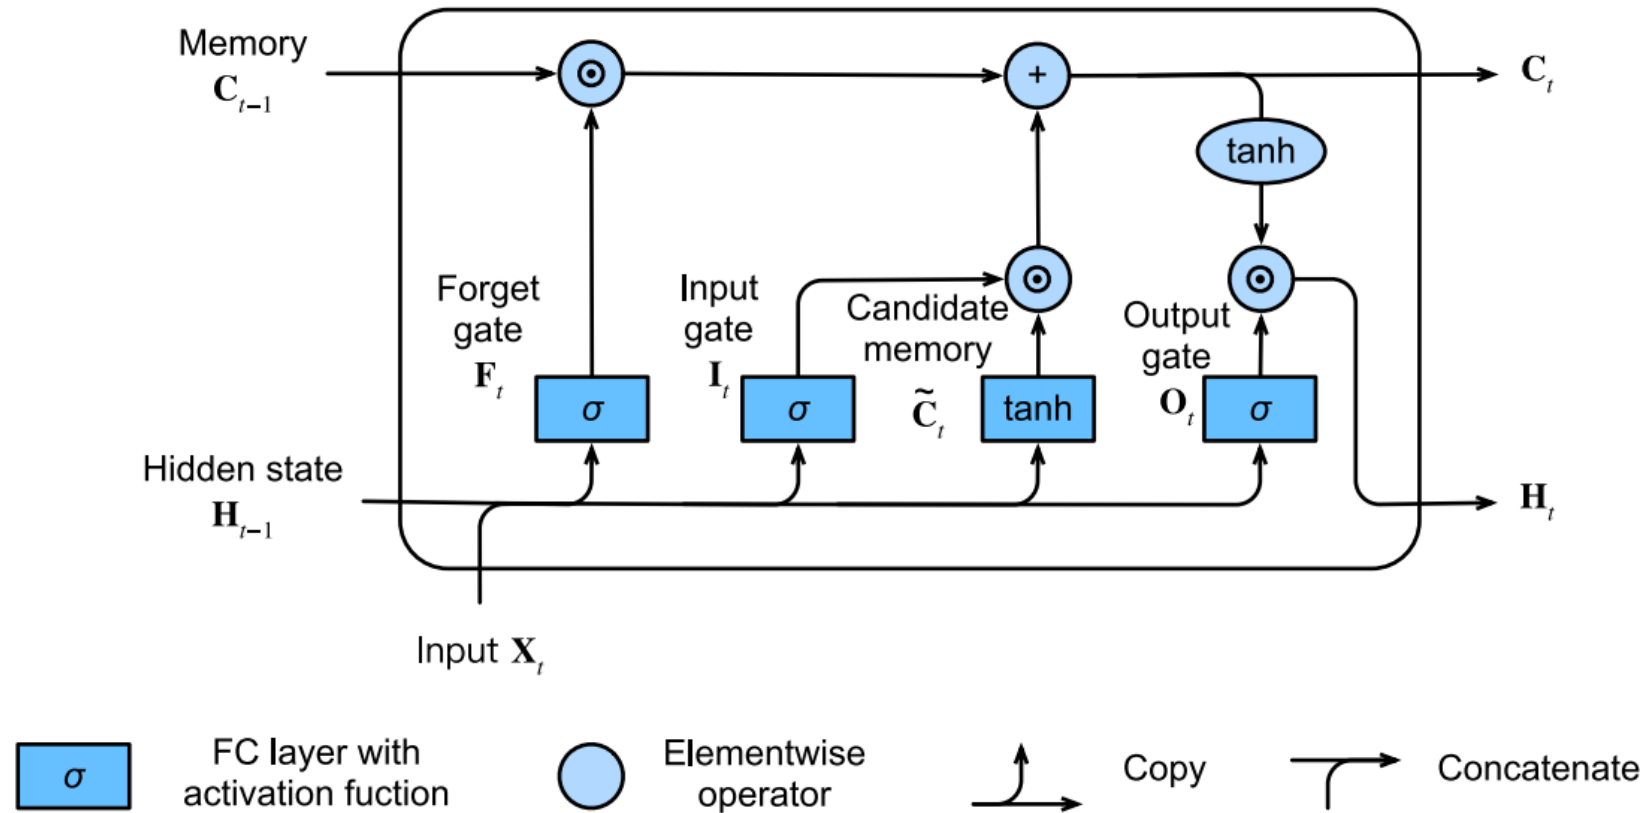 Memory
C_{t−1}
⊙
+
C_t
tanh
Forget
gate
F_t
σ
Input
gate
I_t
σ
⊙
Candidate
memory
C̃_t
tanh
⊙
Output
gate
O_t
σ
Hidden state
H_{t−1}
H_t
Input X_t
σ
FC layer with
activation fuction
Elementwise
operator
Copy
Concatenate